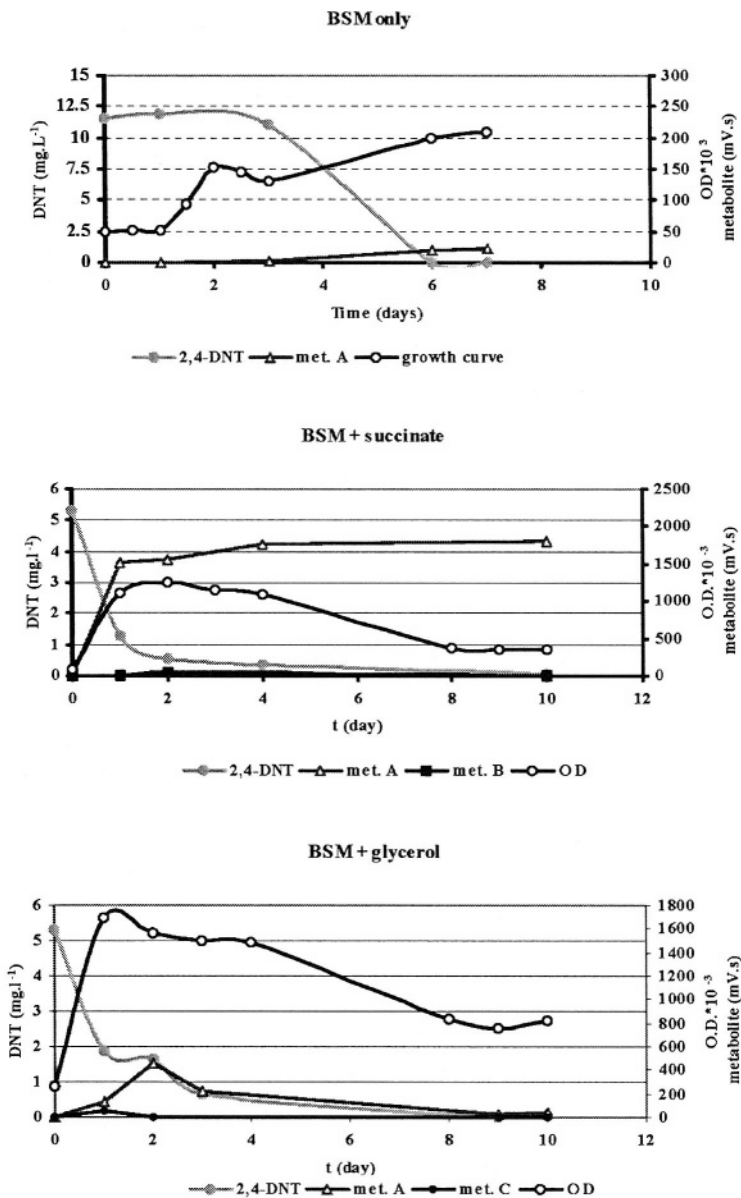 BSM only
15
12.5
10
7.5
5
2.5
0
DNT (mg.L-1)
300
250
200
150
100
50
0
OD*10 3
metabolite (mV.s)
0 2 4 6 8 10
Time (days)
2,4-DNT met. A growth curve
BSM + succinate
6
5
4
3
2
1
0
DNT (mg.l-1)
2500
2000
1500
1000
500
0
O.D.*10 -3
metabolite (mV.s)
0 2 4 6 8 10 12
t (day)
2,4-DNT met. A met. B OD
BSM + glycerol
6
5
4
3
2
1
0
DNT (mg.l-1)
1800
1600
1400
1200
1000
800
600
400
200
0
O.D.*10 -3
metabolite (mV.s)
0 2 4 6 8 10 12
t (day)
2,4-DNT met. A met. C OD